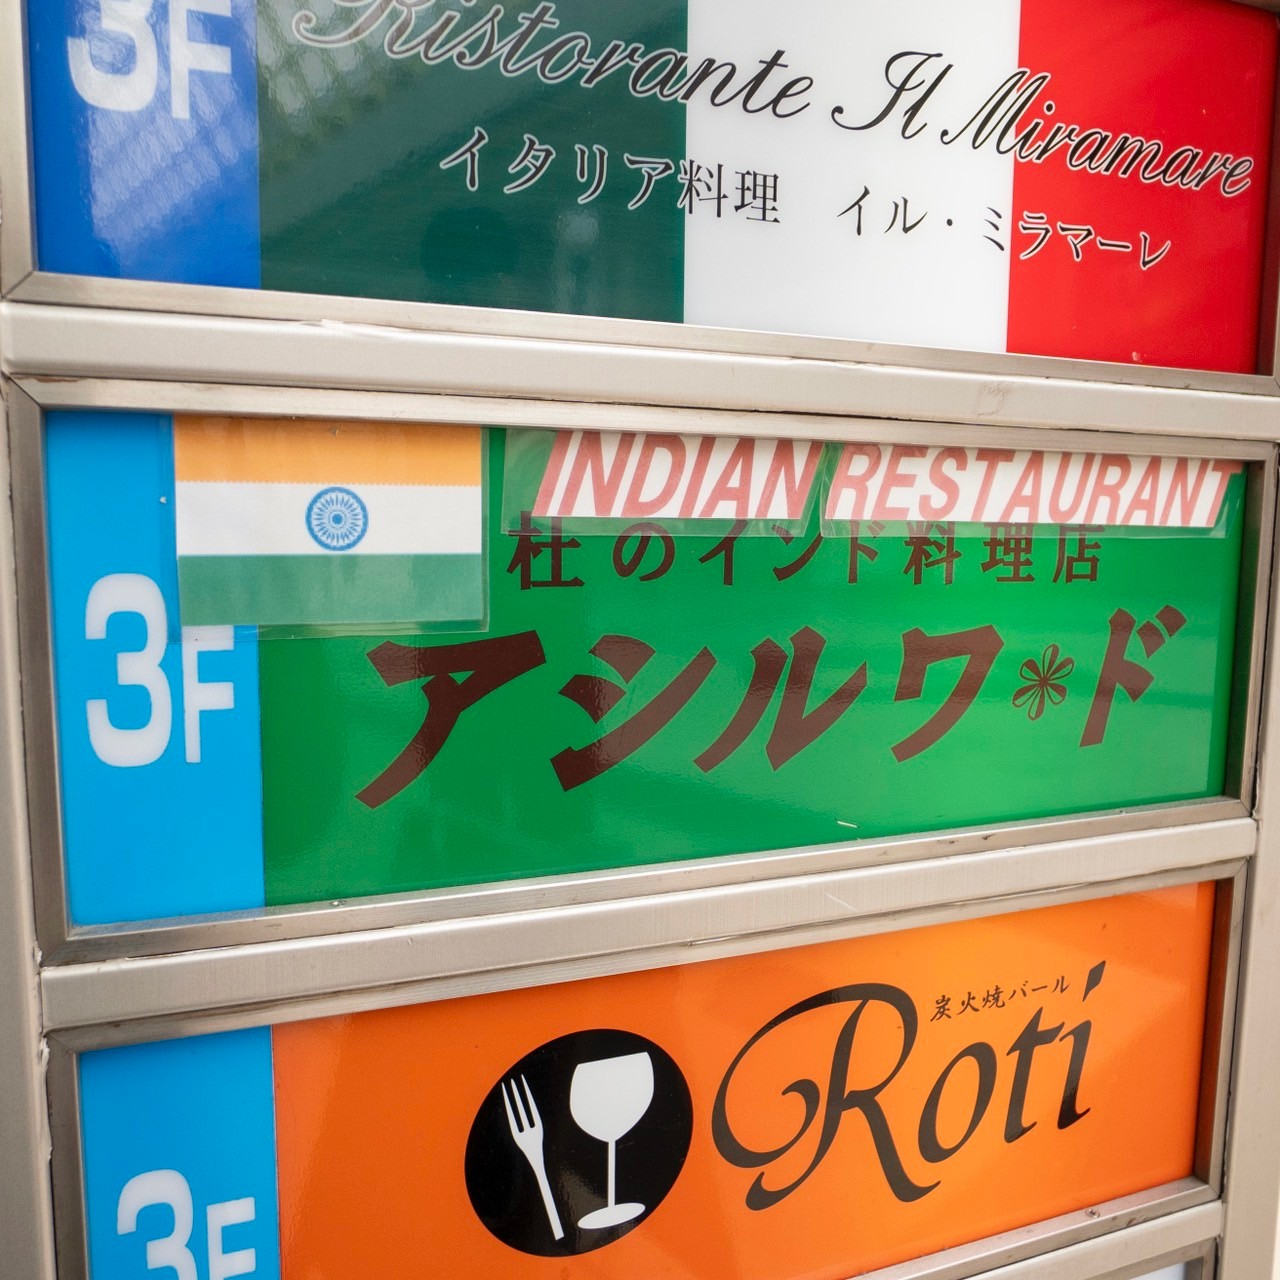 3F
Ristorante Il Miramare
イタリア料理 イル・ミラマーレ
INDIAN RESTAURANT
杜のインド料理店
3F
アシルワード
炭火焼バール
Roti
3F